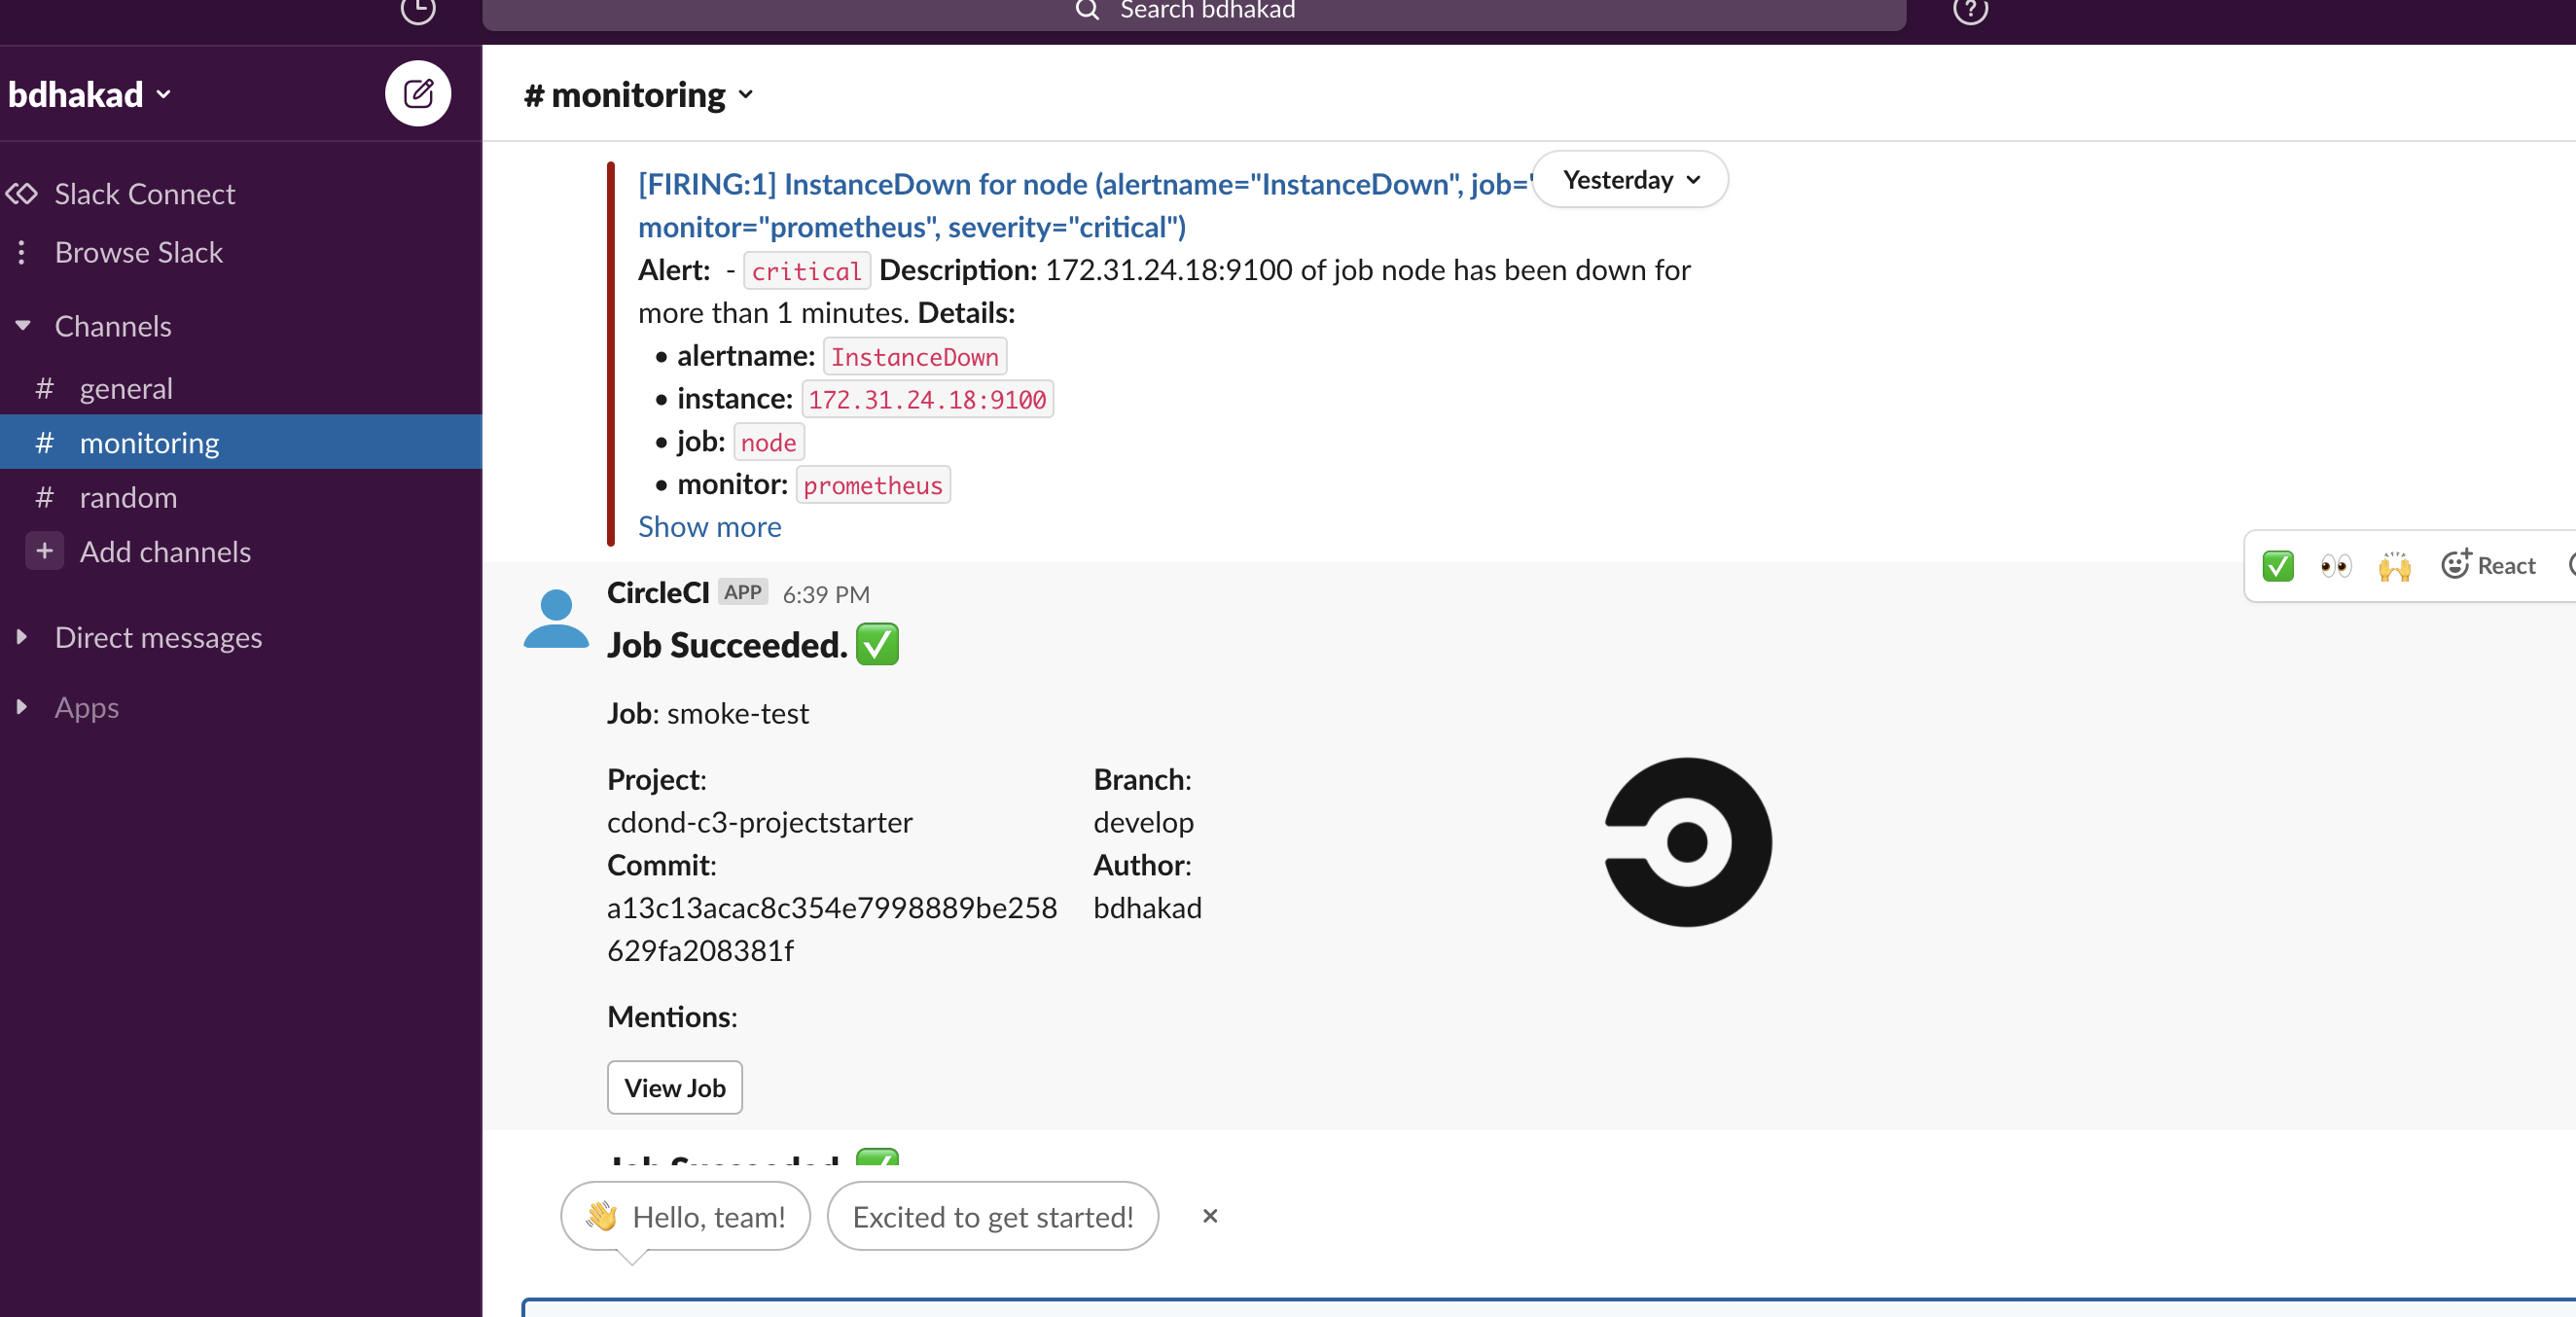 Search bdhakad
bdhakad
Slack Connect
Browse Slack
Channels
# general
# monitoring
# random
+ Add channels
Direct messages
Apps
# monitoring
Yesterday
[FIRING:1] InstanceDown for node (alertname="InstanceDown", job="
monitor="prometheus", severity="critical")
Alert: - critical Description: 172.31.24.18:9100 of job node has been down for
more than 1 minutes. Details:
• alertname: InstanceDown
• instance: 172.31.24.18:9100
• job: node
• monitor: prometheus
Show more
React
CircleCI APP 6:39 PM
Job Succeeded.
Job: smoke-test
Project:
cdond-c3-projectstarter
Branch:
develop
Commit:
a13c13acac8c354e7998889be258
629fa208381f
Author:
bdhakad
Mentions:
View Job
Job Succeeded.
Hello, team!
Excited to get started!